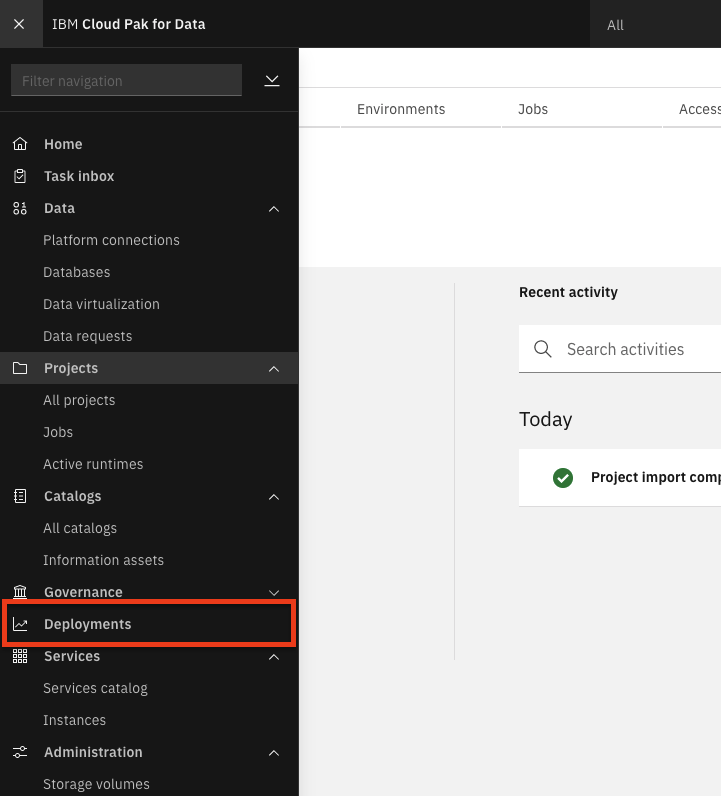 IBM Cloud Pak for Data
All
Filter navigation
Home
Task inbox
Data
Platform connections
Databases
Data virtualization
Data requests
Projects
All projects
Jobs
Active runtimes
Catalogs
All catalogs
Information assets
Governance
Deployments
Services
Services catalog
Instances
Administration
Storage volumes
Environments
Jobs
Access
Recent activity
Search activities
Today
Project import comp